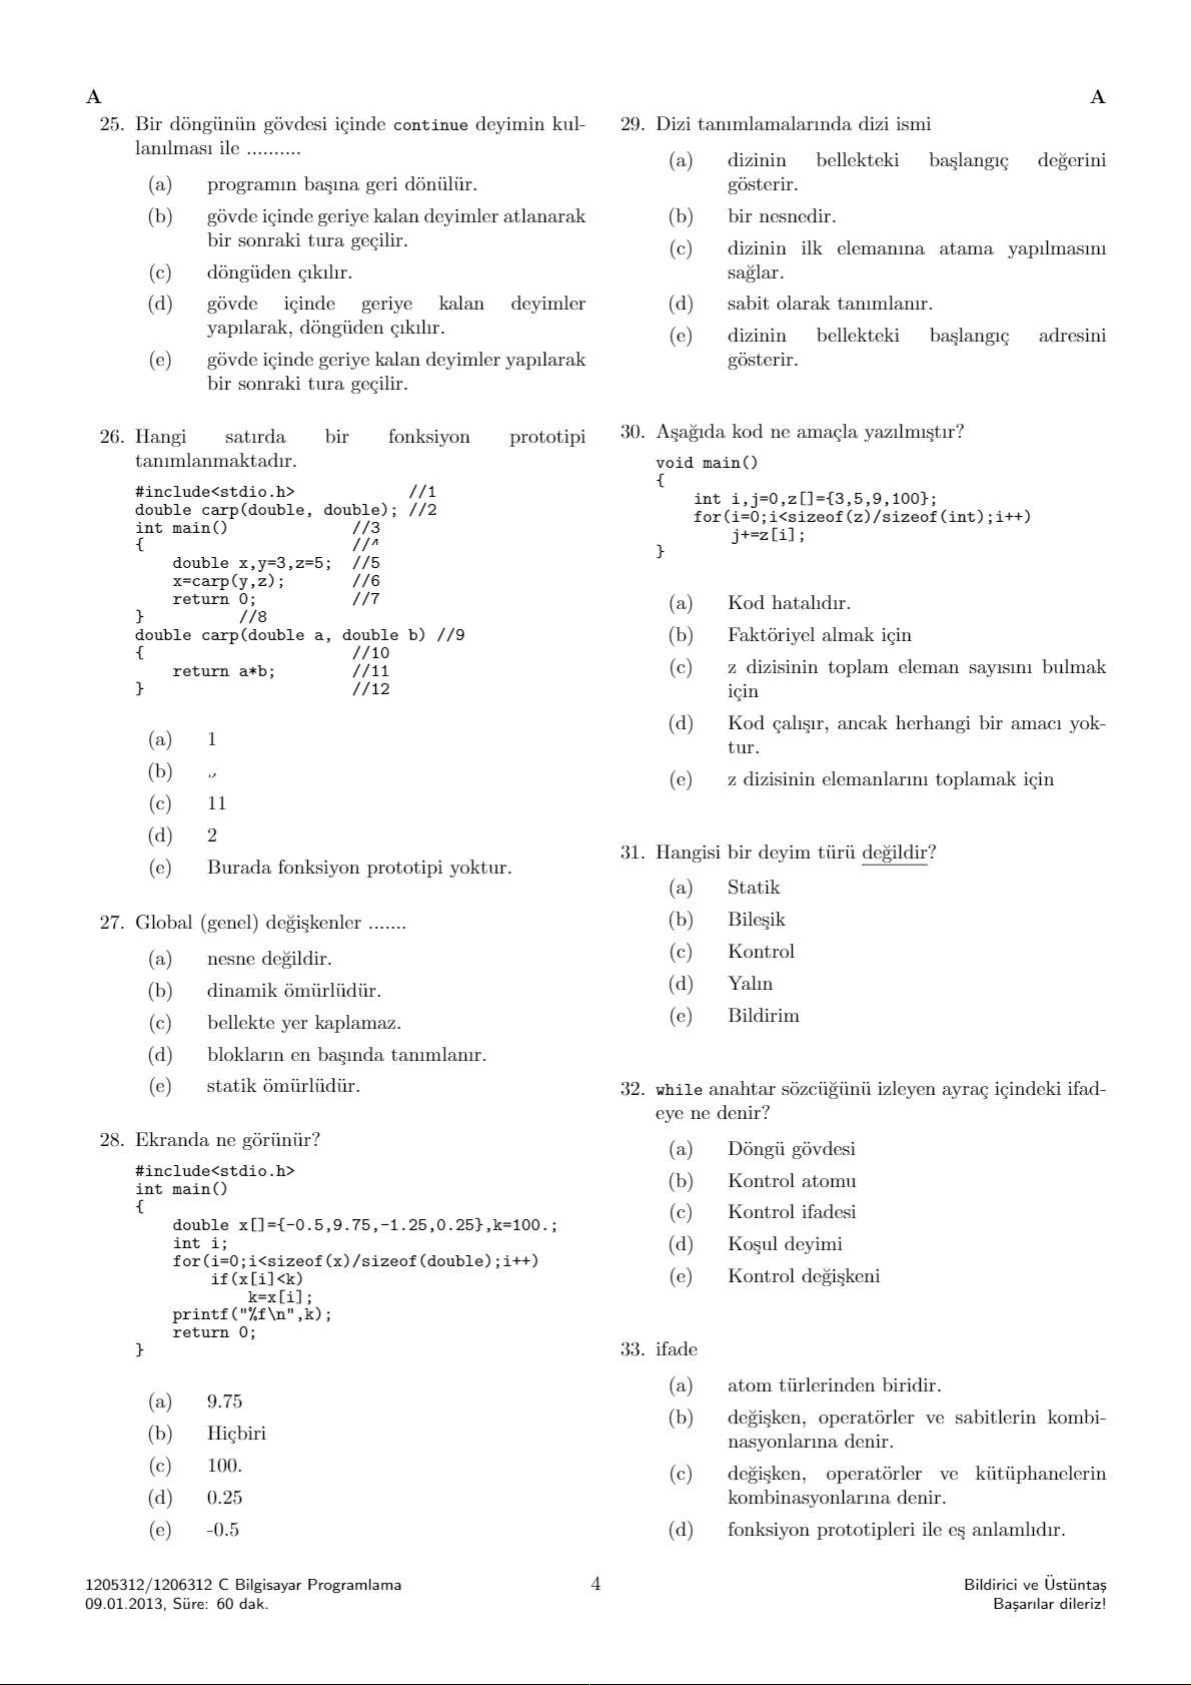 A
A
25. Bir döngünün gövdesi içinde continue deyimin kul-
lanılması ile ..........
(a) programın başına geri dönülür.
(b) gövde içinde geriye kalan deyimler atlanarak
bir sonraki tura geçilir.
(c) döngüden çıkılır.
(d) gövde içinde geriye kalan deyimler
yapılarak, döngüden çıkılır.
(e) gövde içinde geriye kalan deyimler yapılarak
bir sonraki tura geçilir.
26. Hangi satırda bir fonksiyon prototipi
tanımlanmaktadır.
#include<stdio.h> //1
double carp(double, double); //2
int main() //3
{ //
double x,y=3,z=5; //5
x=carp(y,z); //6
return 0; //7
} //8
double carp(double a, double b) //9
{ //10
return a*b; //11
} //12
(a) 1
(b)
(c) 11
(d) 2
(e) Burada fonksiyon prototipi yoktur.
27. Global (genel) değişkenler .......
(a) nesne değildir.
(b) dinamik ömürlüdür.
(c) bellekte yer kaplamaz.
(d) blokların en başında tanımlanır.
(e) statik ömürlüdür.
28. Ekranda ne görünür?
#include<stdio.h>
int main()
{
double x[]={-0.5,9.75,-1.25,0.25},k=100.;
int i;
for(i=0;i<sizeof(x)/sizeof(double);i++)
if(x[i]<k)
k=x[i];
printf("%f\n",k);
return 0;
}
(a) 9.75
(b) Hiçbiri
(c) 100.
(d) 0.25
(e) -0.5
29. Dizi tanımlamalarında dizi ismi
(a) dizinin bellekteki başlangıç değerini
gösterir.
(b) bir nesnedir.
(c) dizinin ilk elemanına atama yapılmasını
sağlar.
(d) sabit olarak tanımlanır.
(e) dizinin bellekteki başlangıç adresini
gösterir.
30. Aşağıda kod ne amaçla yazılmıştır?
void main()
{
int i,j=0,z[]={3,5,9,100};
for(i=0;i<sizeof(z)/sizeof(int);i++)
j+=z[i];
}
(a) Kod hatalıdır.
(b) Faktöriyel almak için
(c) z dizisinin toplam eleman sayısını bulmak
için
(d) Kod çalışır, ancak herhangi bir amacı yok-
tur.
(e) z dizisinin elemanlarını toplamak için
31. Hangisi bir deyim türü değildir?
(a) Statik
(b) Bileşik
(c) Kontrol
(d) Yalın
(e) Bildirim
32. while anahtar sözcüğünü izleyen ayraç içindeki ifad-
eye ne denir?
(a) Döngü gövdesi
(b) Kontrol atomu
(c) Kontrol ifadesi
(d) Koşul deyimi
(e) Kontrol değişkeni
33. ifade
(a) atom türlerinden biridir.
(b) değişken, operatörler ve sabitlerin kombi-
nasyonlarına denir.
(c) değişken, operatörler ve kütüphanelerin
kombinasyonlarına denir.
(d) fonksiyon prototipleri ile eş anlamlıdır.
1205312/1206312 C Bilgisayar Programlama
09.01.2013, Süre: 60 dak.
4
Bildirici ve Üstüntaş
Başarılar dileriz!